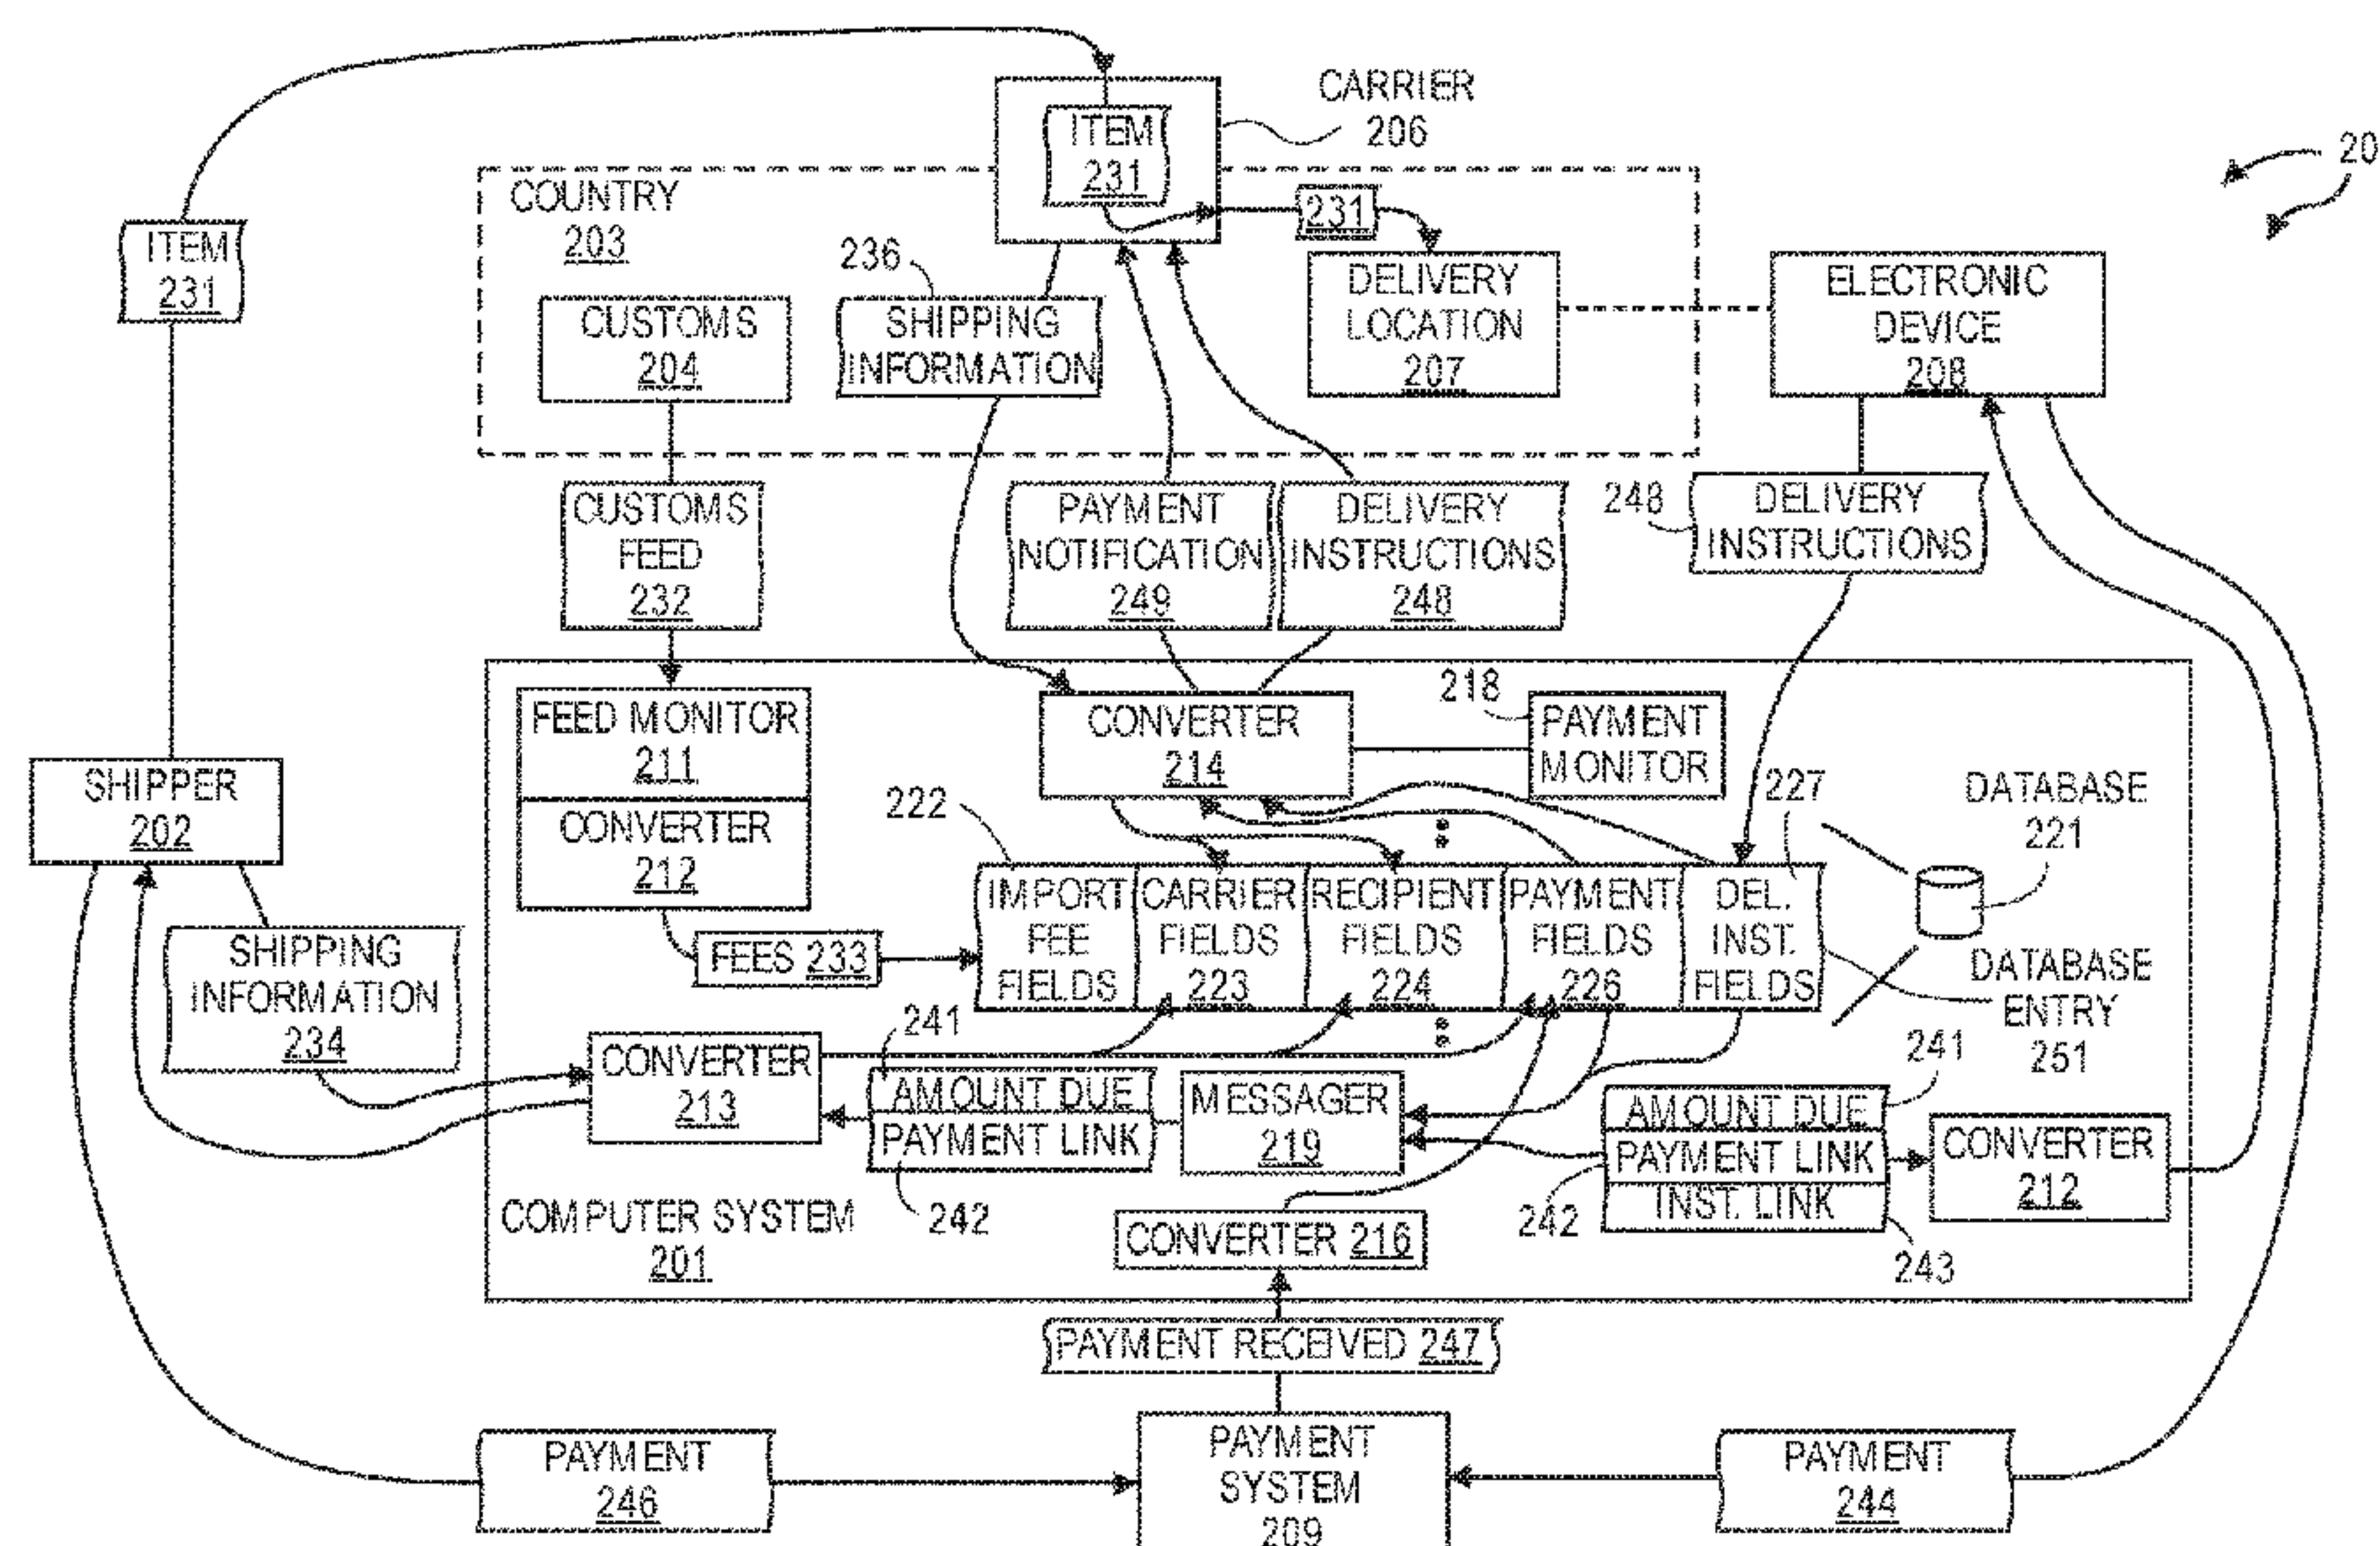 CARRIER
206
ITEM
231
20
COUNTRY
203
231
ITEM
231
236
CUSTOMS
204
SHIPPING
INFORMATION
DELIVERY
LOCATION
207
ELECTRONIC
DEVICE
208
CUSTOMS
FEED
232
PAYMENT
NOTIFICATION
249
DELIVERY
INSTRUCTIONS
248
248
DELIVERY
INSTRUCTIONS
FEED MONITOR
211
CONVERTER
212
CONVERTER
214
218
PAYMENT
MONITOR
SHIPPER
202
222
227
DATABASE
221
IMPORT
FEE
FIELDS
CARRIER
FIELDS
223
RECIPIENT
FIELDS
224
PAYMENT
FIELDS
226
DEL.
INST.
FIELDS
FEES 233
SHIPPING
INFORMATION
234
DATABASE
ENTRY
251
CONVERTER
213
241
AMOUNT DUE
PAYMENT LINK
242
MESSAGER
219
241
AMOUNT DUE
PAYMENT LINK
INST. LINK
242
243
CONVERTER
212
COMPUTER SYSTEM
201
CONVERTER 216
PAYMENT RECEIVED 247
PAYMENT
246
PAYMENT
SYSTEM
209
PAYMENT
244